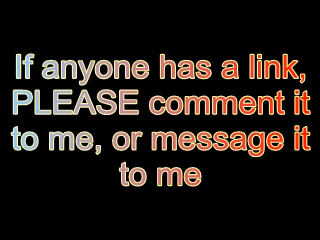 If anyone has a link,
PLEASE comment it
to me, or message it
to me